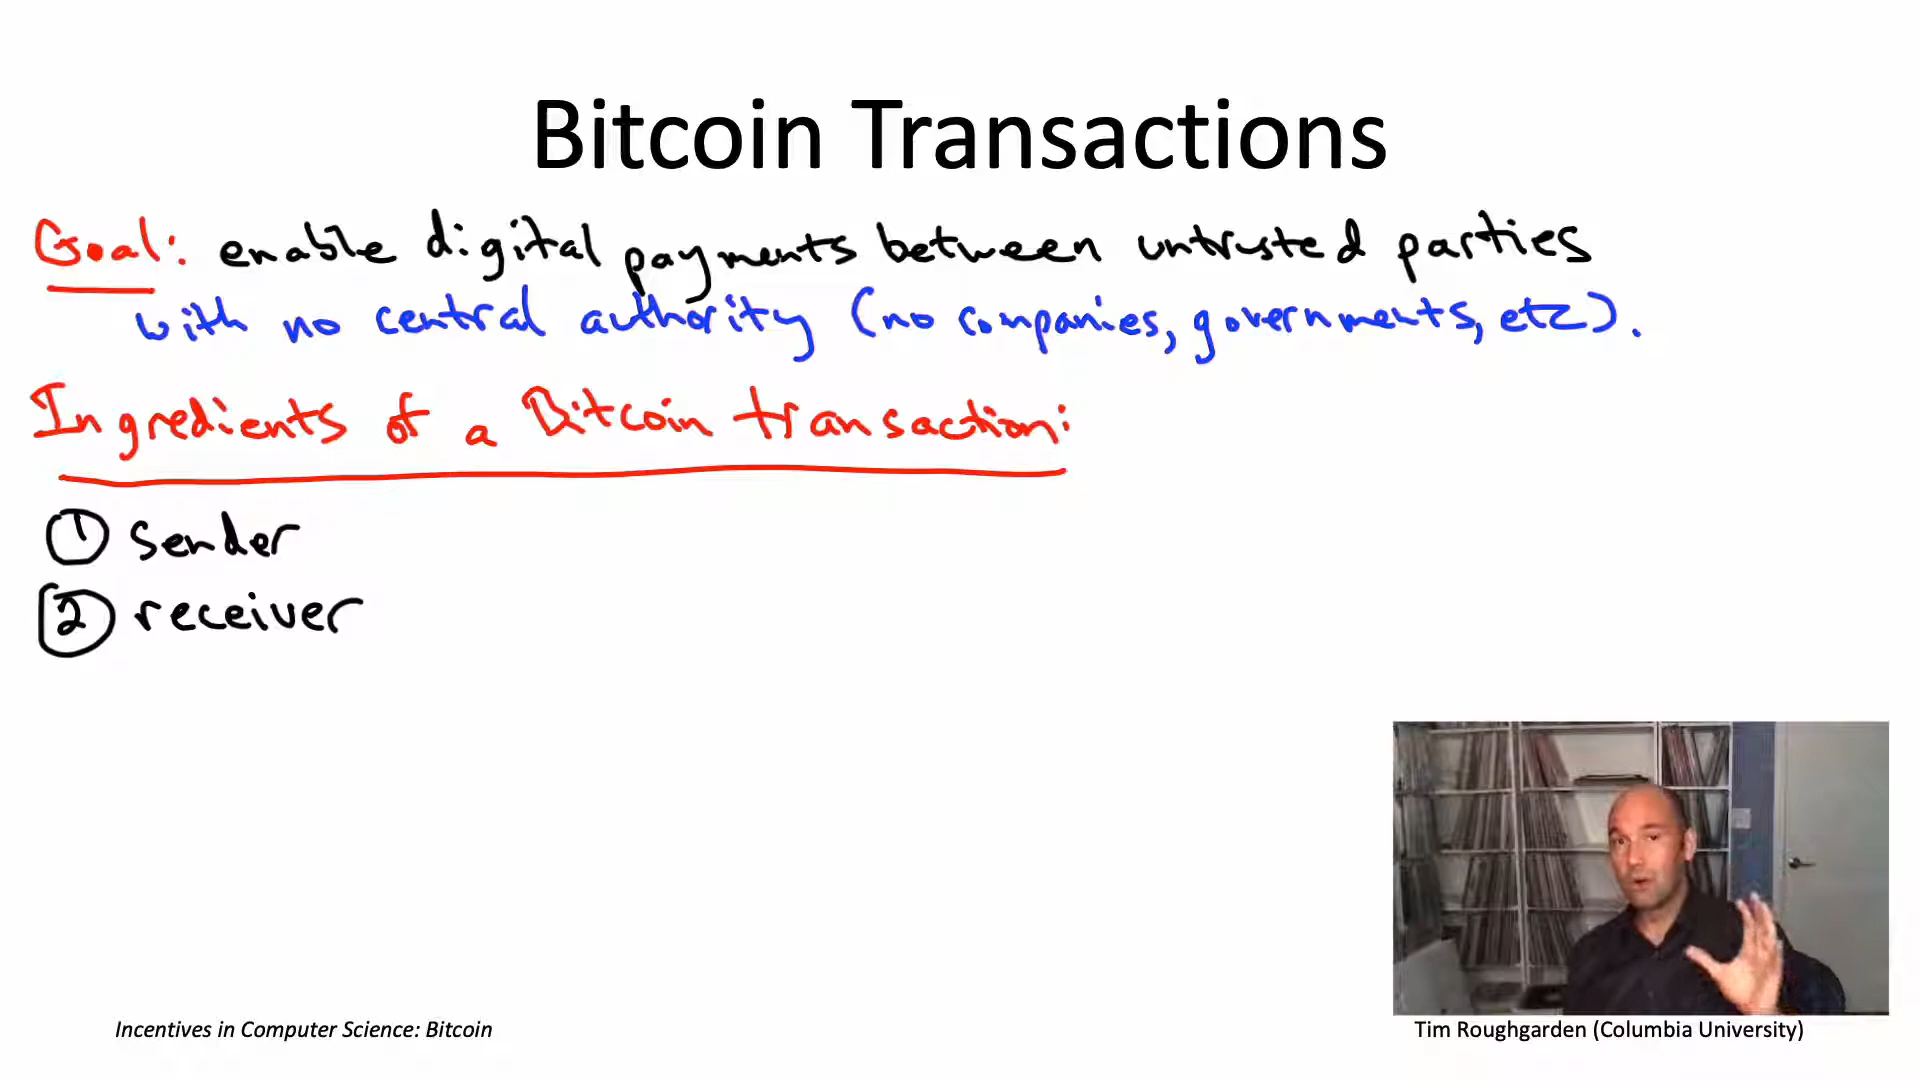 Bitcoin Transactions
Goal: enable digital payments between untrusted parties
with no central authority (no companies, governments, etc).
Ingredients of a Bitcoin transaction:
① sender
② receiver
Incentives in Computer Science: Bitcoin
Tim Roughgarden (Columbia University)